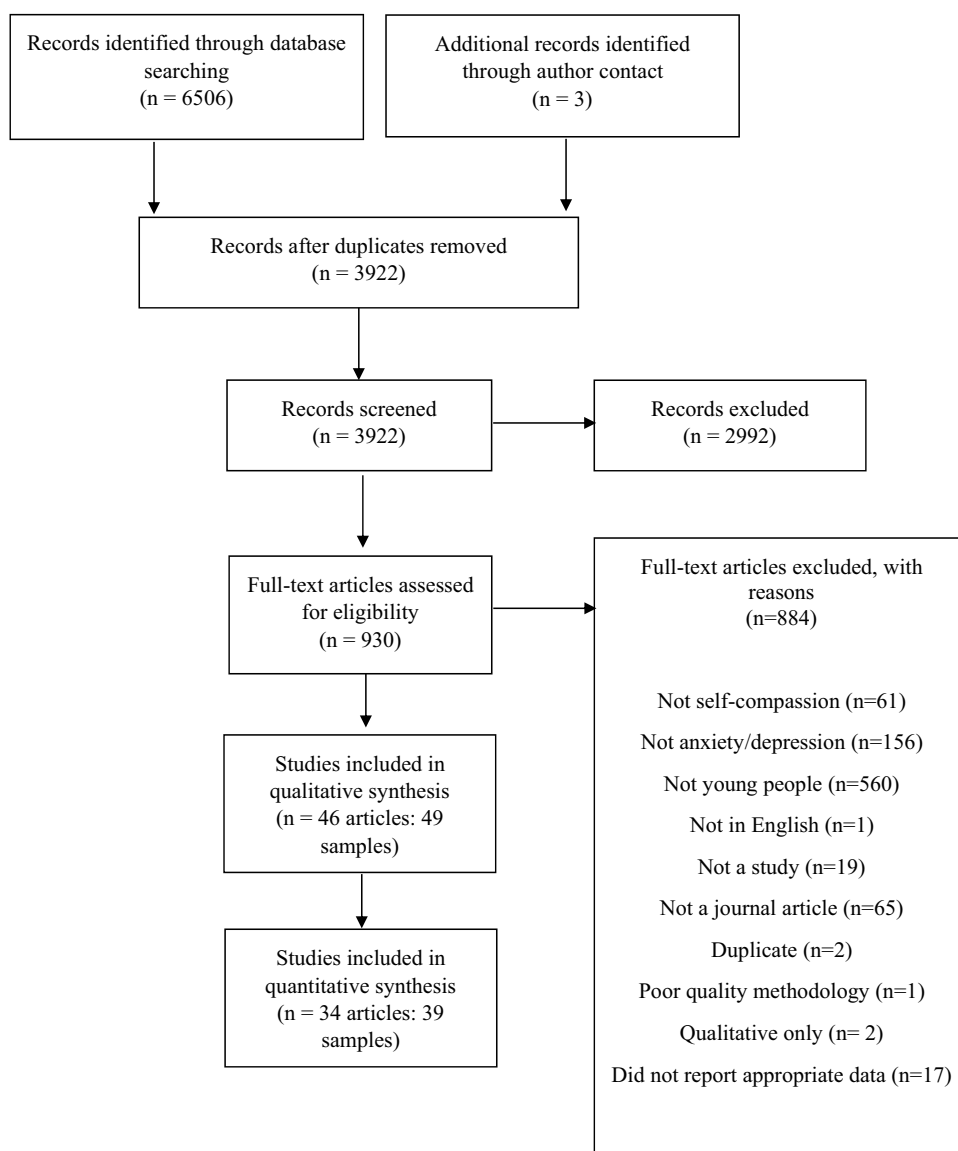 Records identified through database
searching
(n = 6506)
Additional records identified
through author contact
(n = 3)
Records after duplicates removed
(n = 3922)
Records screened
(n = 3922)
Records excluded
(n = 2992)
Full-text articles assessed
for eligibility
(n = 930)
Full-text articles excluded, with
reasons
(n=884)
Not self-compassion (n=61)
Not anxiety/depression (n=156)
Not young people (n=560)
Not in English (n=1)
Not a study (n=19)
Not a journal article (n=65)
Duplicate (n=2)
Poor quality methodology (n=1)
Qualitative only (n= 2)
Did not report appropriate data (n=17)
Studies included in
qualitative synthesis
(n = 46 articles: 49
samples)
Studies included in
quantitative synthesis
(n = 34 articles: 39
samples)